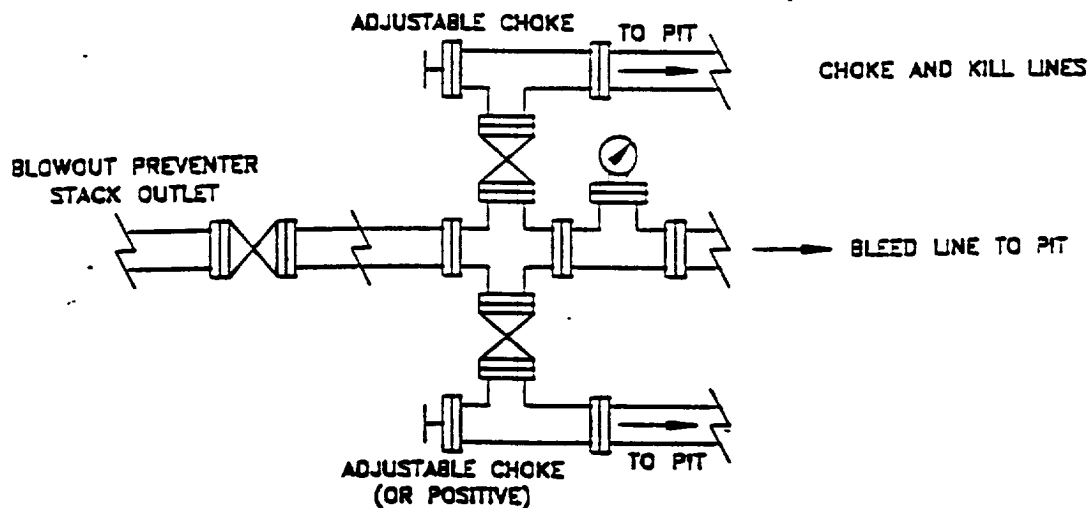 ADJUSTABLE CHOKE
TO PIT
CHOKE AND KILL LINES
BLOWOUT PREVENTER
STACK OUTLET
BLEED LINE TO PIT
ADJUSTABLE CHOKE
(OR POSITIVE)
TO PIT